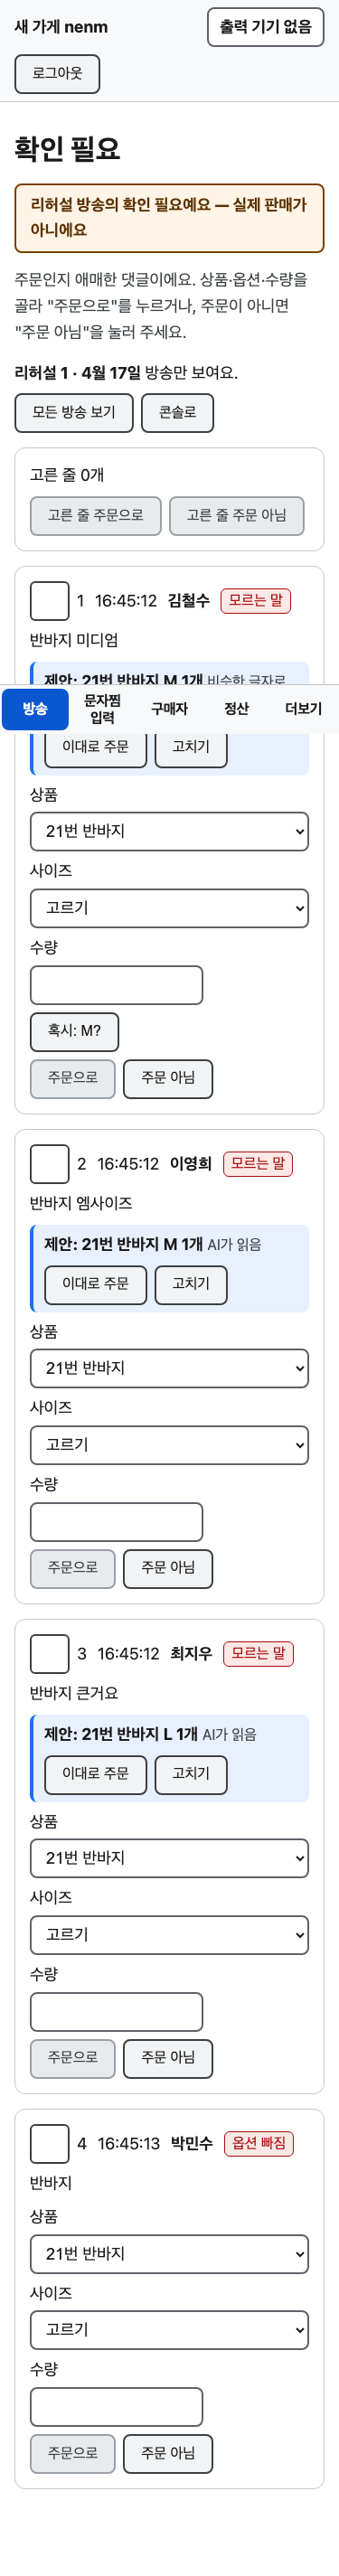 새 가게 nenm
출력 기기 없음
로그아웃
확인 필요
리허설 방송의 확인 필요예요 — 실제 판매가
아니에요
주문인지 애매한 댓글이에요. 상품·옵션·수량을
골라 "주문으로"를 누르거나, 주문이 아니면
"주문 아님"을 눌러 주세요.
리허설 1 · 4월 17일 방송만 보여요.
모든 방송 보기
콘솔로
고른 줄 0개
고른 줄 주문으로
고른 줄 주문 아님
1 16:45:12 김철수 모르는 말
반바지 미디엄
제안: 21번 반바지 M 1개 비슷한 글자로
방송
문자찜
입력
구매자
정산
더보기
이대로 주문
고치기
상품
21번 반바지
사이즈
고르기
수량
혹시: M?
주문으로
주문 아님
2 16:45:12 이영희 모르는 말
반바지 엠사이즈
제안: 21번 반바지 M 1개 AI가 읽음
이대로 주문
고치기
상품
21번 반바지
사이즈
고르기
수량
주문으로
주문 아님
3 16:45:12 최지우 모르는 말
반바지 큰거요
제안: 21번 반바지 L 1개 AI가 읽음
이대로 주문
고치기
상품
21번 반바지
사이즈
고르기
수량
주문으로
주문 아님
4 16:45:13 박민수 옵션 빠짐
반바지
상품
21번 반바지
사이즈
고르기
수량
주문으로
주문 아님